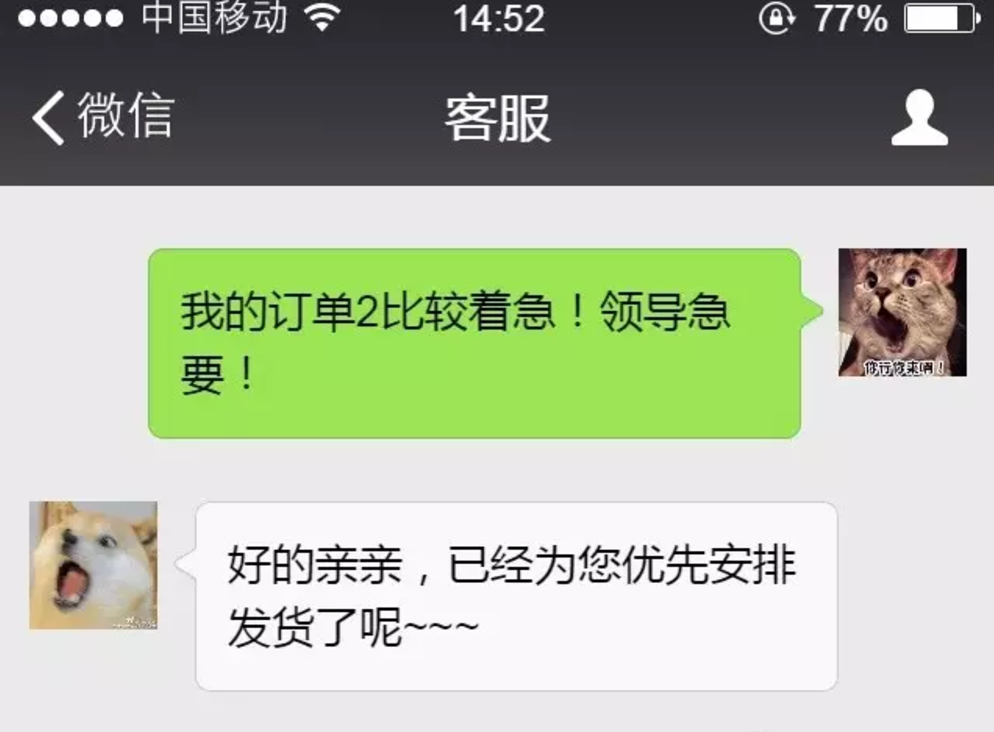 中国移动 14:52 77%
微信 客服
我的订单2比较着急！领导急
要！
你行你来啊！
好的亲亲，已经为您优先安排
发货了呢~~~